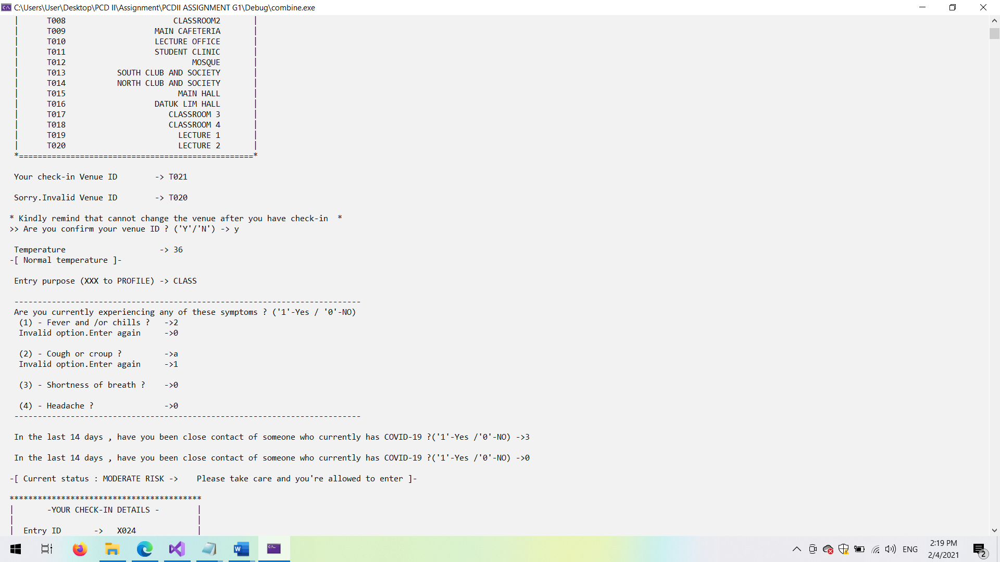 C:\Users\User\Desktop\PCD II\Assignment\PCDII ASSIGNMENT G1\Debug\combine.exe
| T008 CLASSROOM2 |
| T009 MAIN CAFETERIA |
| T010 LECTURE OFFICE |
| T011 STUDENT CLINIC |
| T012 MOSQUE |
| T013 SOUTH CLUB AND SOCIETY |
| T014 NORTH CLUB AND SOCIETY |
| T015 MAIN HALL |
| T016 DATUK LIM HALL |
| T017 CLASSROOM 3 |
| T018 CLASSROOM 4 |
| T019 LECTURE 1 |
| T020 LECTURE 2 |
*==================================================*
Your check-in Venue ID -> T021
Sorry.Invalid Venue ID -> T020
* Kindly remind that cannot change the venue after you have check-in *
>> Are you confirm your venue ID ? ('Y'/'N') -> y
Temperature -> 36
-[ Normal temperature ]-
Entry purpose (XXX to PROFILE) -> CLASS
--------------------------------------------------------------------------
Are you currently experiencing any of these symptoms ? ('1'-Yes / '0'-NO)
(1) - Fever and /or chills ? ->2
Invalid option.Enter again ->0
(2) - Cough or croup ? ->a
Invalid option.Enter again ->1
(3) - Shortness of breath ? ->0
(4) - Headache ? ->0
--------------------------------------------------------------------------
In the last 14 days , have you been close contact of someone who currently has COVID-19 ?('1'-Yes /'0'-NO) ->3
In the last 14 days , have you been close contact of someone who currently has COVID-19 ?('1'-Yes /'0'-NO) ->0
-[ Current status : MODERATE RISK -> Please take care and you're allowed to enter ]-
*****************************************
| -YOUR CHECK-IN DETAILS - |
| |
| Entry ID -> X024 |
ENG
2:19 PM
2/4/2021
2